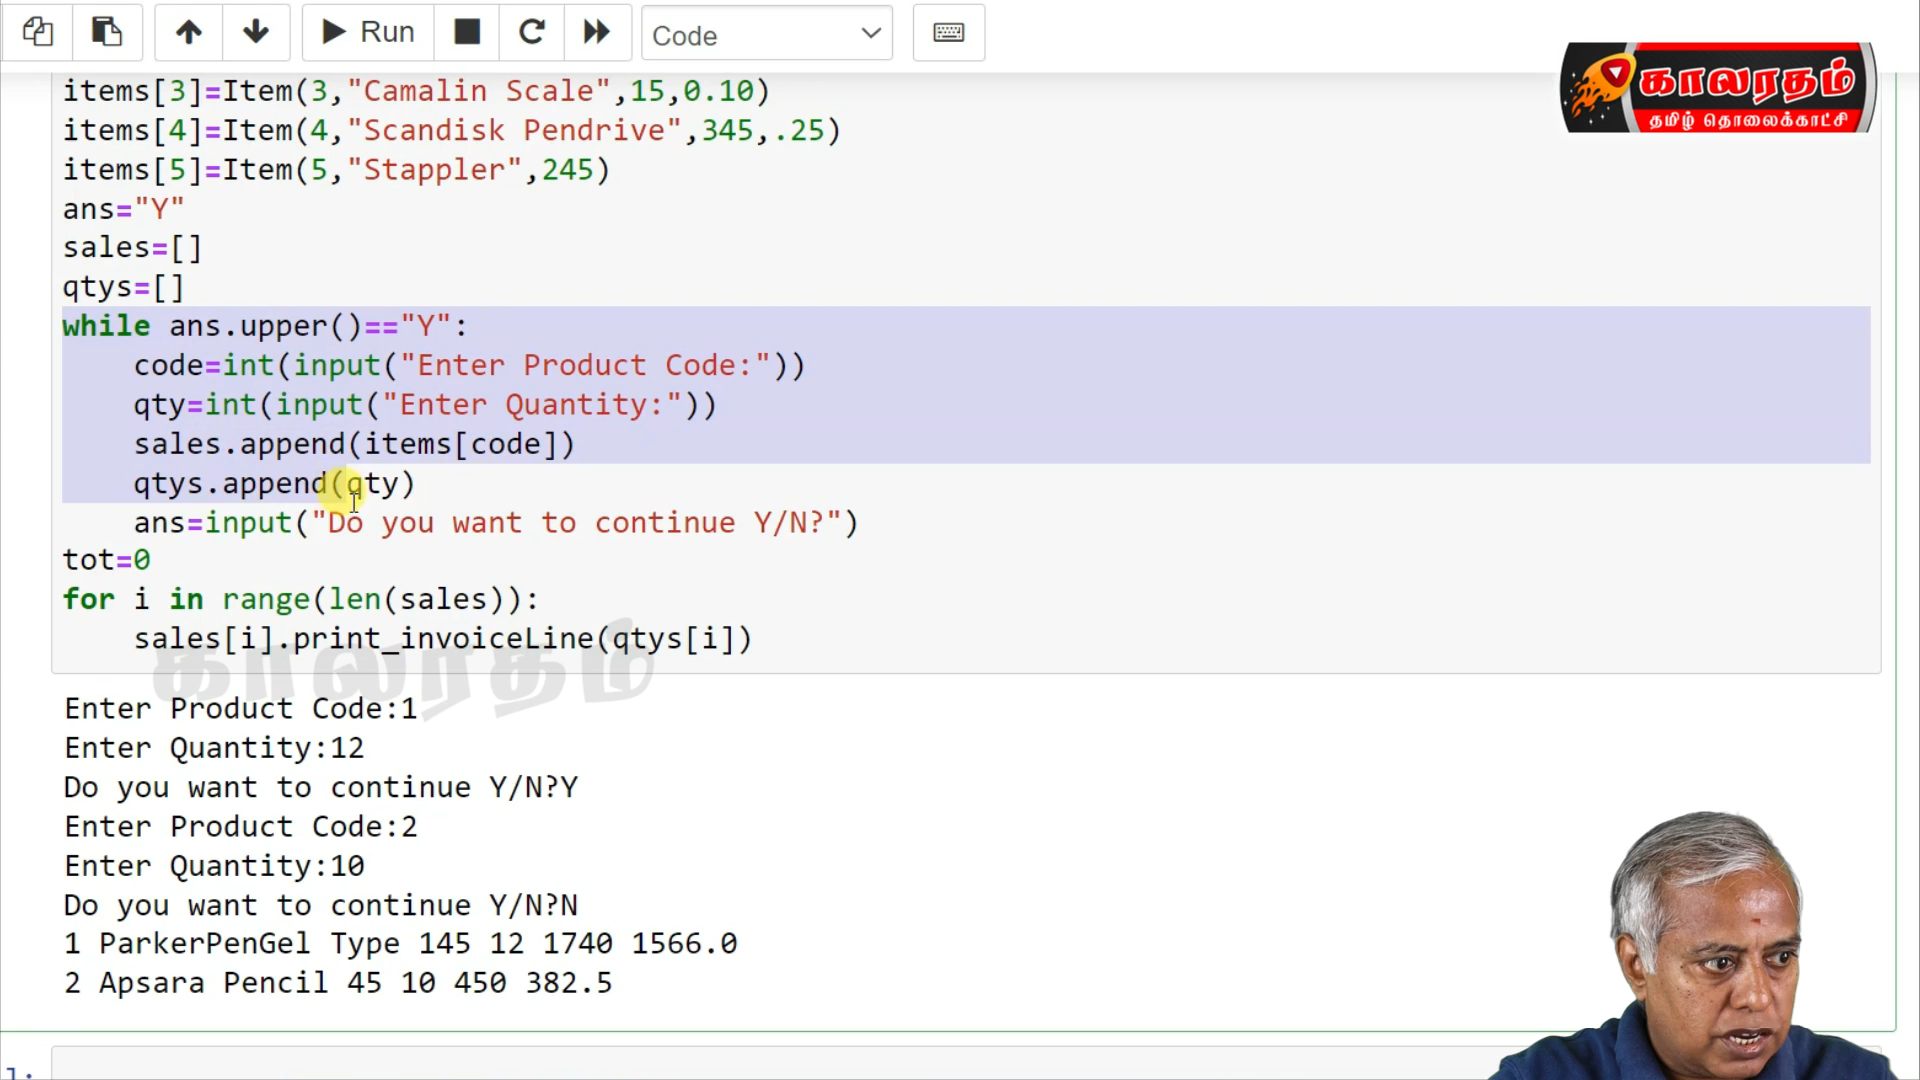 Run
Code
காலரதம்
தமிழ் தொலைக்காட்சி
items[3]=Item(3,"Camalin Scale",15,0.10)
items[4]=Item(4,"Scandisk Pendrive",345,.25)
items[5]=Item(5,"Stappler",245)
ans="Y"
sales=[]
qtys=[]
while ans.upper()=="Y":
    code=int(input("Enter Product Code:"))
    qty=int(input("Enter Quantity:"))
    sales.append(items[code])
    qtys.append(qty)
    ans=input("Do you want to continue Y/N?")
tot=0
for i in range(len(sales)):
    sales[i].print_invoiceLine(qtys[i])
காலரதம்
Enter Product Code:1
Enter Quantity:12
Do you want to continue Y/N?Y
Enter Product Code:2
Enter Quantity:10
Do you want to continue Y/N?N
1 ParkerPenGel Type 145 12 1740 1566.0
2 Apsara Pencil 45 10 450 382.5
]: